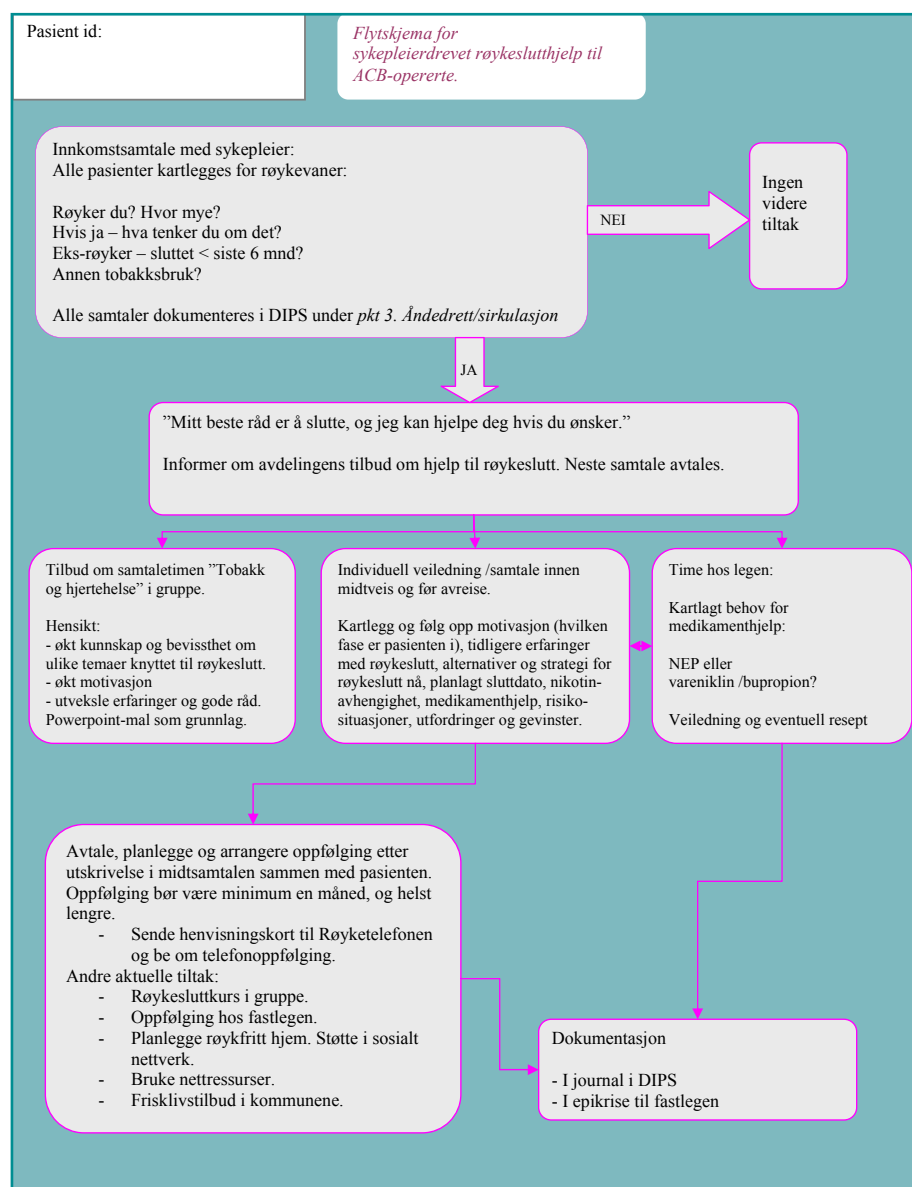 Pasient id:
Flytskjema for
sykepleierdrevet røykeslutthjelp til
ACB-opererte.
Innkomstsamtale med sykepleier:
Alle pasienter kartlegges for røykevaner:
Røyker du? Hvor mye?
Hvis ja – hva tenker du om det?
Eks-røyker – sluttet < siste 6 mnd?
Annen tobakksbruk?
Alle samtaler dokumenteres i DIPS under pkt 3. Åndedrett/sirkulasjon
NEI
Ingen
videre
tiltak
JA
”Mitt beste råd er å slutte, og jeg kan hjelpe deg hvis du ønsker.”
Informer om avdelingens tilbud om hjelp til røykeslutt. Neste samtale avtales.
Tilbud om samtaletimen ”Tobakk
og hjertehelse” i gruppe.
Hensikt:
- økt kunnskap og bevissthet om
ulike temaer knyttet til røykeslutt.
- økt motivasjon
- utveksle erfaringer og gode råd.
Powerpoint-mal som grunnlag.
Individuell veiledning /samtale innen
midtveis og før avreise.
Kartlegg og følg opp motivasjon (hvilken
fase er pasienten i), tidligere erfaringer
med røykeslutt, alternativer og strategi for
røykeslutt nå, planlagt sluttdato, nikotin-
avhengighet, medikamenthjelp, risiko-
situasjoner, utfordringer og gevinster.
Time hos legen:
Kartlagt behov for
medikamenthjelp:
NEP eller
vareniklin /bupropion?
Veiledning og eventuell resept
Avtale, planlegge og arrangere oppfølging etter
utskrivelse i midtsamtalen sammen med pasienten.
Oppfølging bør være minimum en måned, og helst
lengre.
- Sende henvisningskort til Røyketelefonen
og be om telefonoppfølging.
Andre aktuelle tiltak:
- Røykesluttkurs i gruppe.
- Oppfølging hos fastlegen.
- Planlegge røykfritt hjem. Støtte i sosialt
nettverk.
- Bruke nettressurser.
- Frisklivstilbud i kommunene.
Dokumentasjon
- I journal i DIPS
- I epikrise til fastlegen